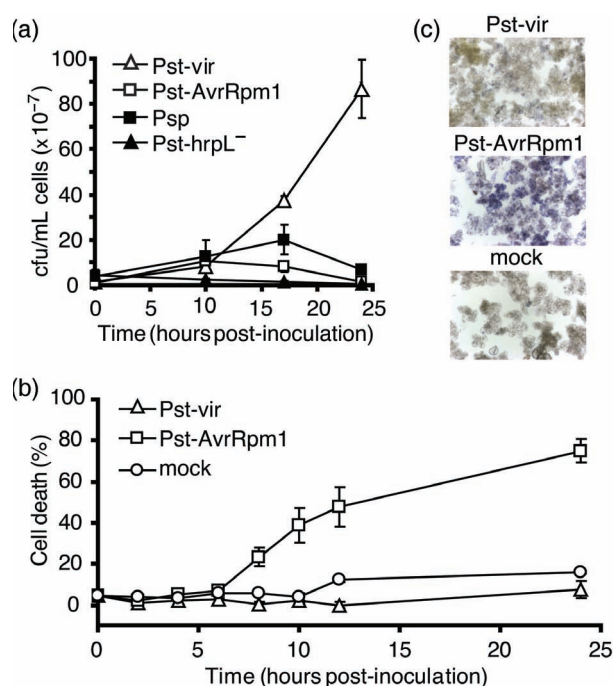 (a)
100
80
60
40
20
0
cfu/mL cells (x10⁻⁷)
Pst-vir
Pst-AvrRpm1
Psp
Pst-hrpL⁻
0 5 10 15 20 25
Time (hours post-inoculation)
(c)
Pst-vir
Pst-AvrRpm1
mock
(b)
100
80
60
40
20
0
Cell death (%)
Pst-vir
Pst-AvrRpm1
mock
0 5 10 15 20 25
Time (hours post-inoculation)